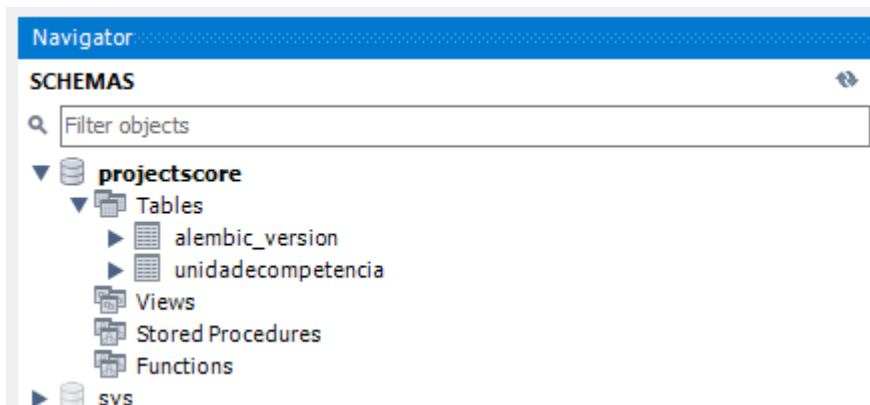 Navigator
SCHEMAS
Filter objects
projectscore
Tables
alembic_version
unidadecompetencia
Views
Stored Procedures
Functions
sys